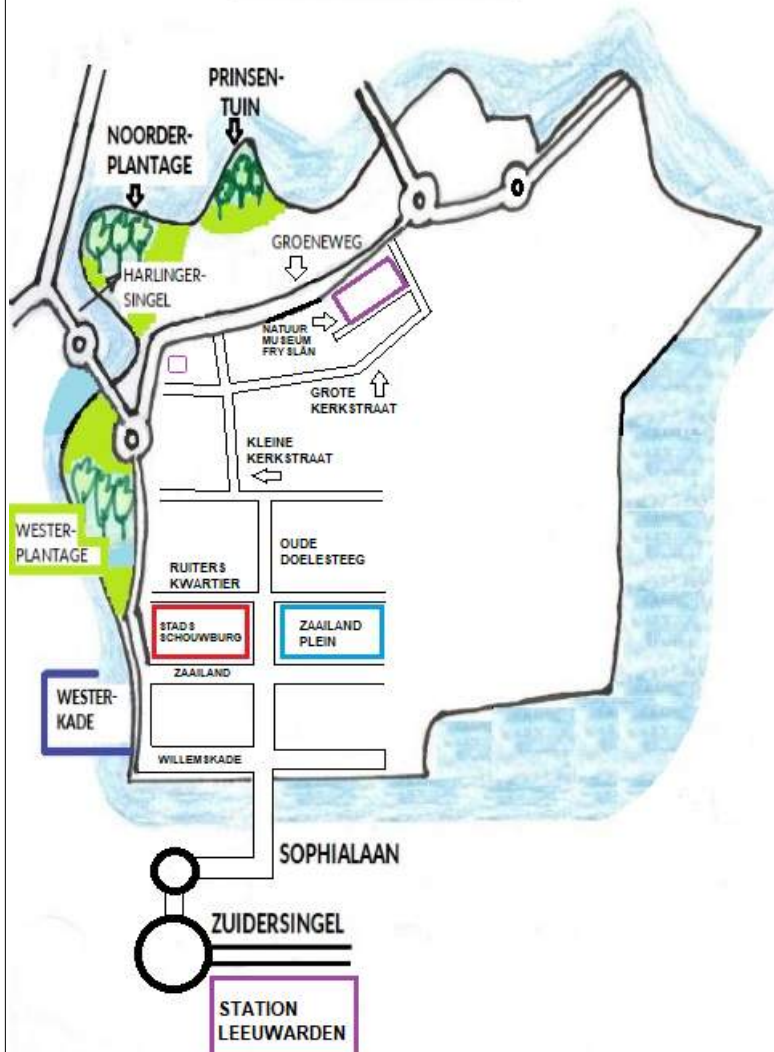 PRINSEN-
TUIN
NOORDER-
PLANTAGE
GROENEWEG
HARLINGER-
SINGEL
NATUUR
MUSEUM
FRYSLÂN
GROTE
KERKSTRAAT
KLEINE
KERKSTRAAT
WESTER-
PLANTAGE
OUDE
DOELESTEEG
RUITERS
KWARTIER
STADS
SCHOUWBURG
ZAAILAND
PLEIN
ZAAILAND
WESTER-
KADE
WILLEMSKADE
SOPHIALAAN
ZUIDERSINGEL
STATION
LEEUWARDEN